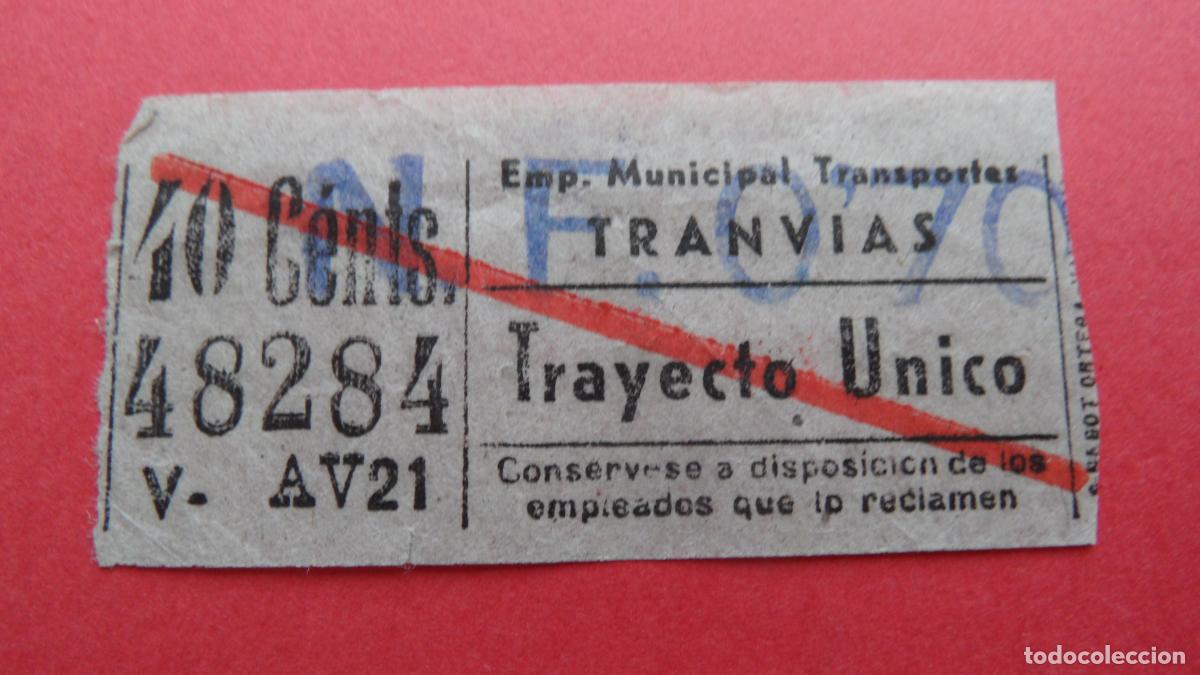 40 Cénts.
48284
V- AV21
N.F. 0'70
Emp. Municipal Transportes
TRANVIAS
Trayecto Unico
Consérvese a disposición de los
empleados que lo reclamen
ORTEGA
todocoleccion